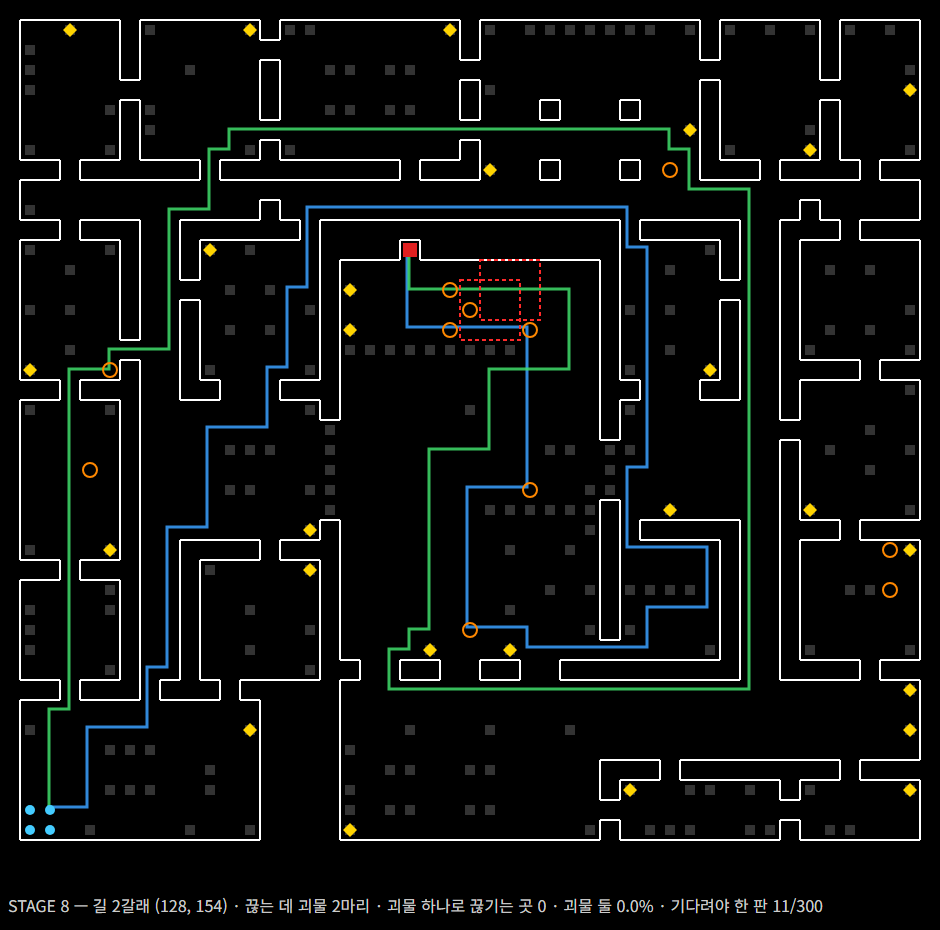 STAGE 8 — 길 2갈래 (128, 154) · 끊는 데 괴물 2마리 · 괴물 하나로 끊기는 곳 0 · 괴물 둘 0.0% · 기다려야 한 판 11/300